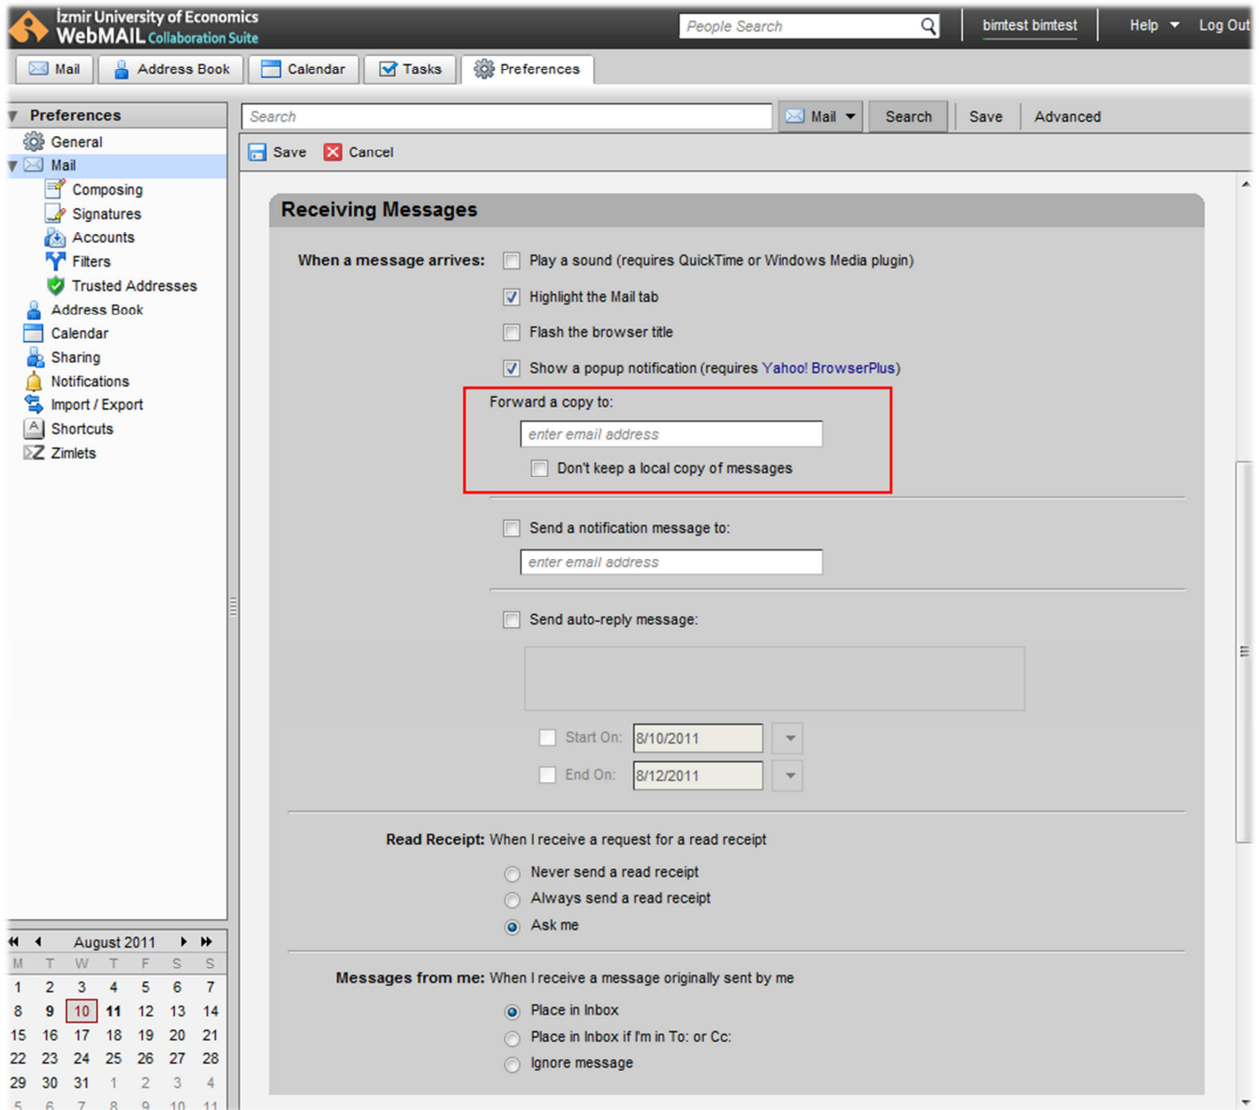 İzmir University of Economics
WebMAIL Collaboration Suite
People Search
bimtest bimtest
Help
Log Out
Mail
Address Book
Calendar
Tasks
Preferences
Preferences
General
Mail
Composing
Signatures
Accounts
Filters
Trusted Addresses
Address Book
Calendar
Sharing
Notifications
Import / Export
A Shortcuts
Zimlets
Search
Mail
Search
Save
Advanced
Save
Cancel
Receiving Messages
When a message arrives:
Play a sound (requires QuickTime or Windows Media plugin)
Highlight the Mail tab
Flash the browser title
Show a popup notification (requires Yahoo! BrowserPlus)
Forward a copy to:
enter email address
Don't keep a local copy of messages
Send a notification message to:
enter email address
Send auto-reply message:
Start On: 8/10/2011
End On: 8/12/2011
Read Receipt: When I receive a request for a read receipt
Never send a read receipt
Always send a read receipt
Ask me
Messages from me: When I receive a message originally sent by me
Place in Inbox
Place in Inbox if I'm in To: or Cc:
Ignore message
August 2011
M T W T F S S
1 2 3 4 5 6 7
8 9 10 11 12 13 14
15 16 17 18 19 20 21
22 23 24 25 26 27 28
29 30 31 1 2 3 4
5 6 7 8 9 10 11